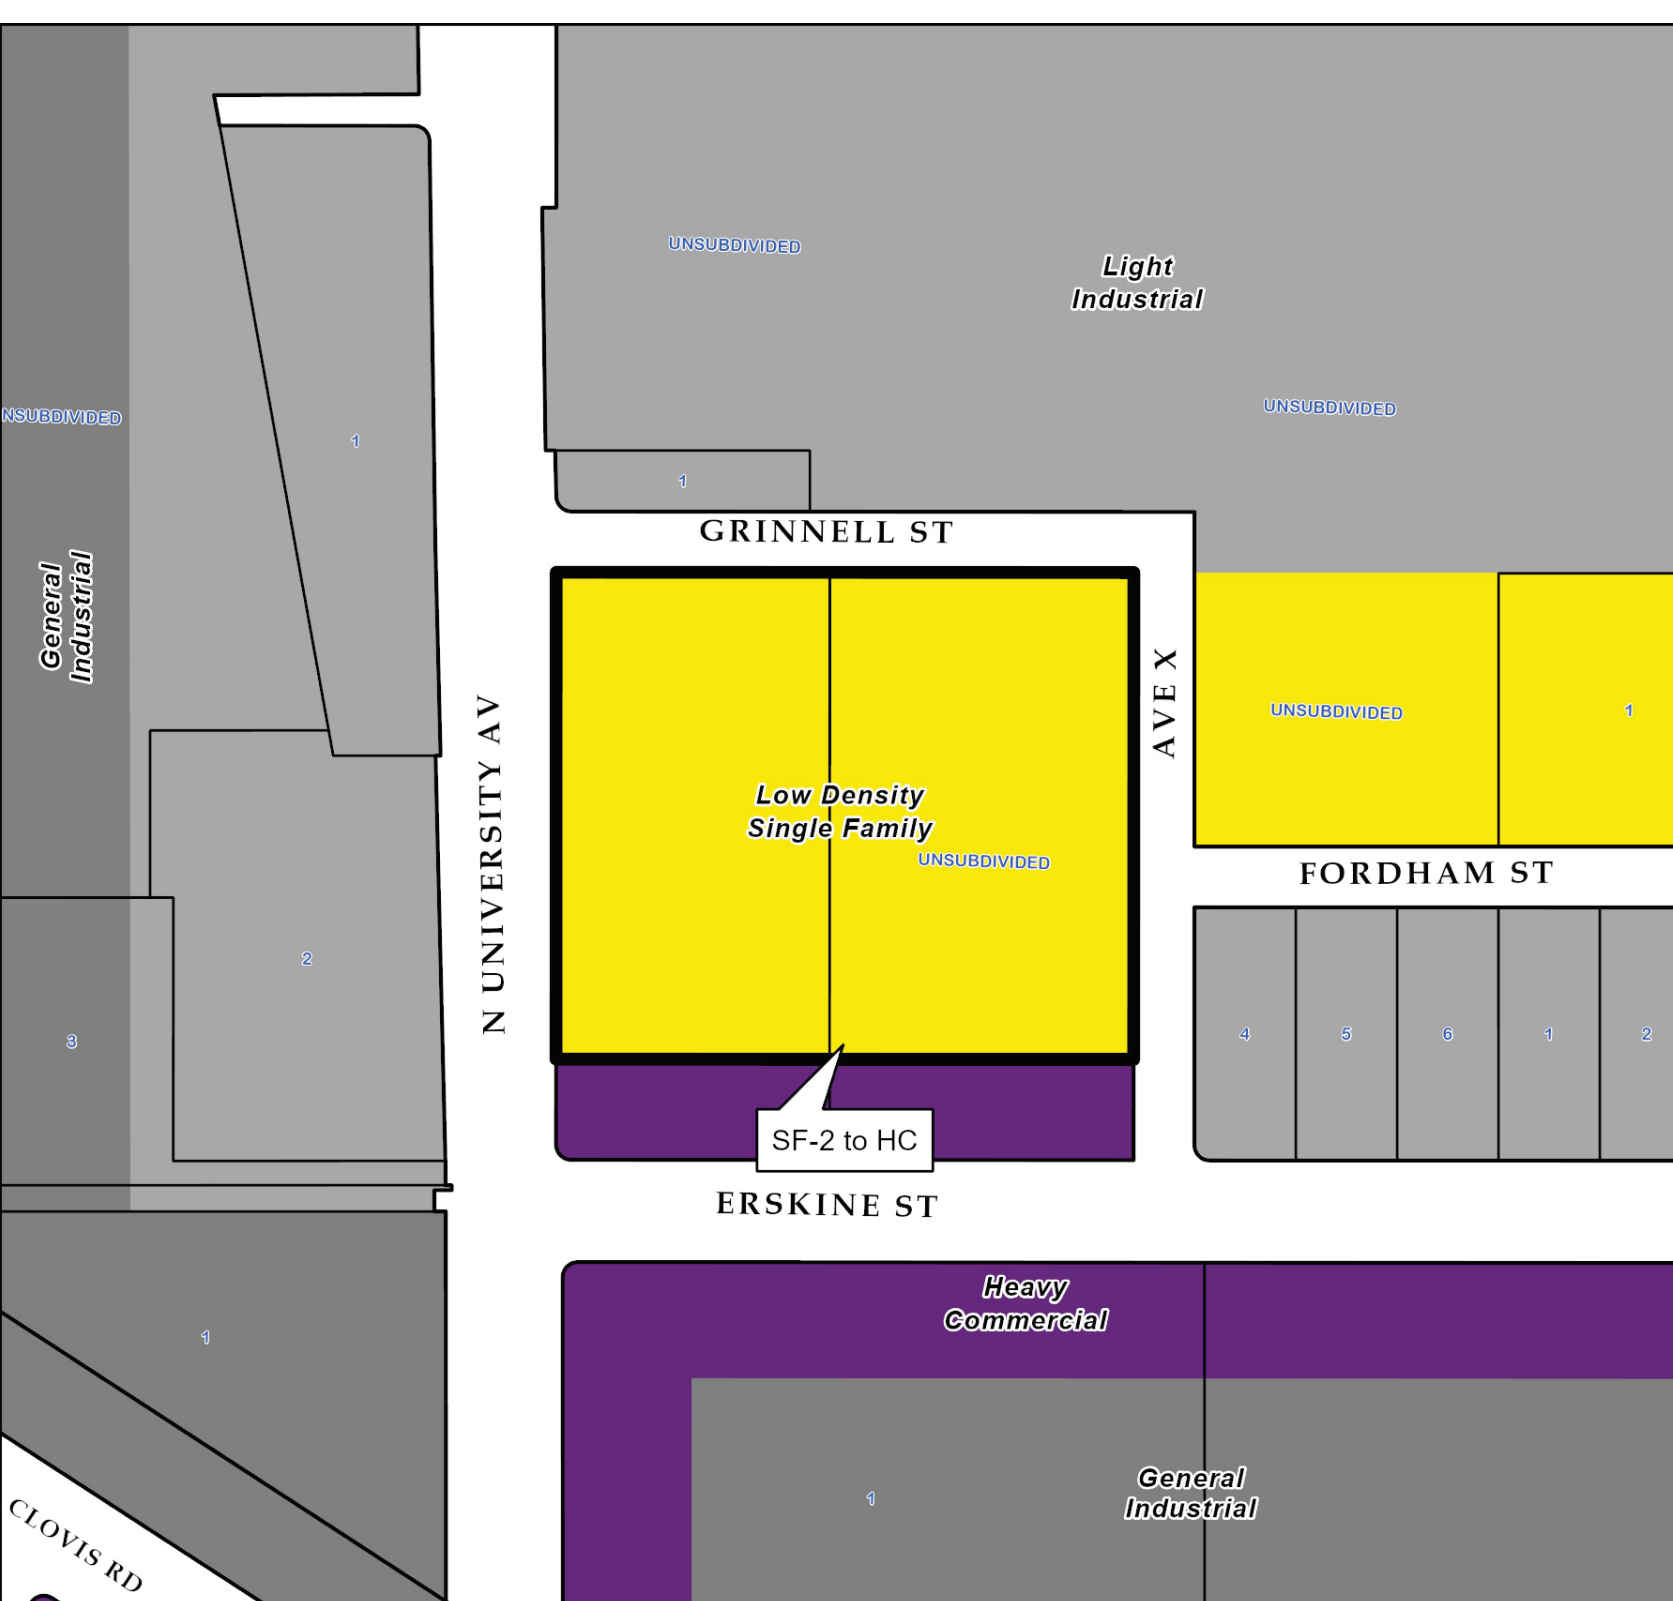 UNSUBDIVIDED
Light
Industrial
UNSUBDIVIDED
NSUBDIVIDED
1
1
GRINNELL ST
General
Industrial
AVE X
UNSUBDIVIDED
1
N UNIVERSITY AV
Low Density
Single Family
UNSUBDIVIDED
FORDHAM ST
2
3
4
5
6
1
2
SF-2 to HC
ERSKINE ST
Heavy
Commercial
1
General
Industrial
1
CLOVIS RD